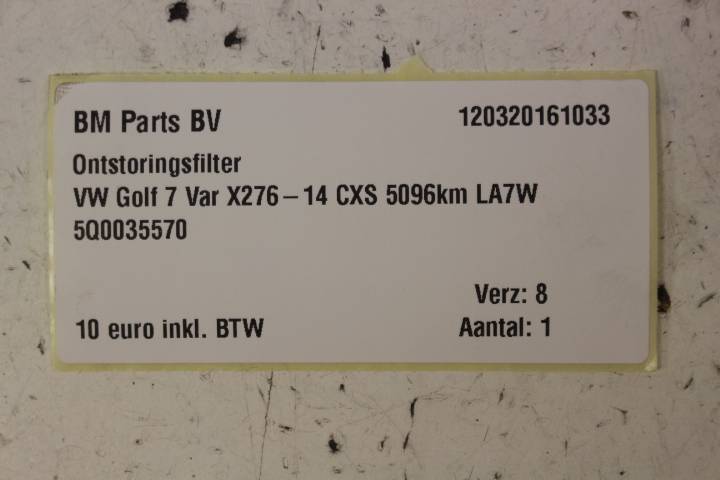 BM Parts BV 120320161033
Ontstoringsfilter
VW Golf 7 Var X276-14 CXS 5096km LA7W
5Q0035570
Verz: 8
10 euro inkl. BTW Aantal: 1